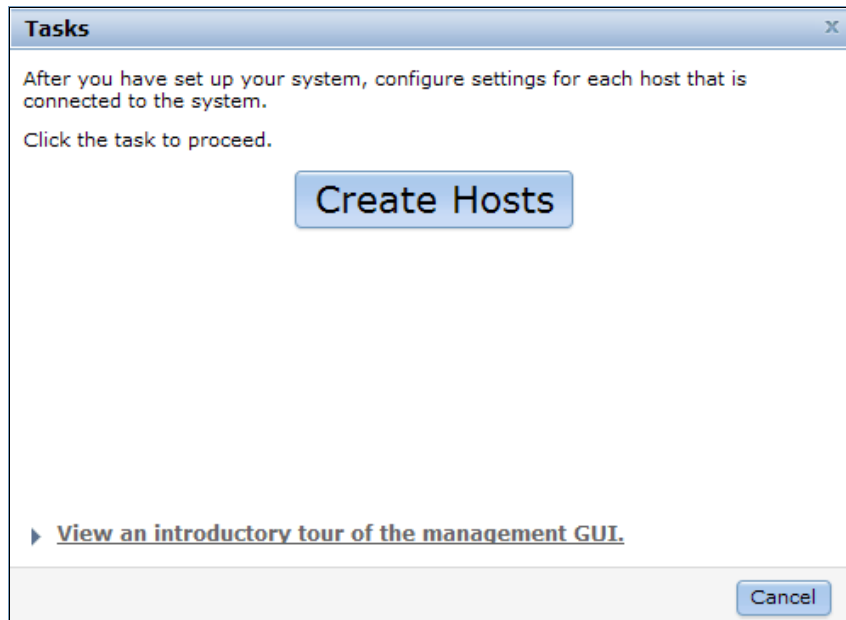 Tasks
x
After you have set up your system, configure settings for each host that is
connected to the system.
Click the task to proceed.
Create Hosts
View an introductory tour of the management GUI.
Cancel